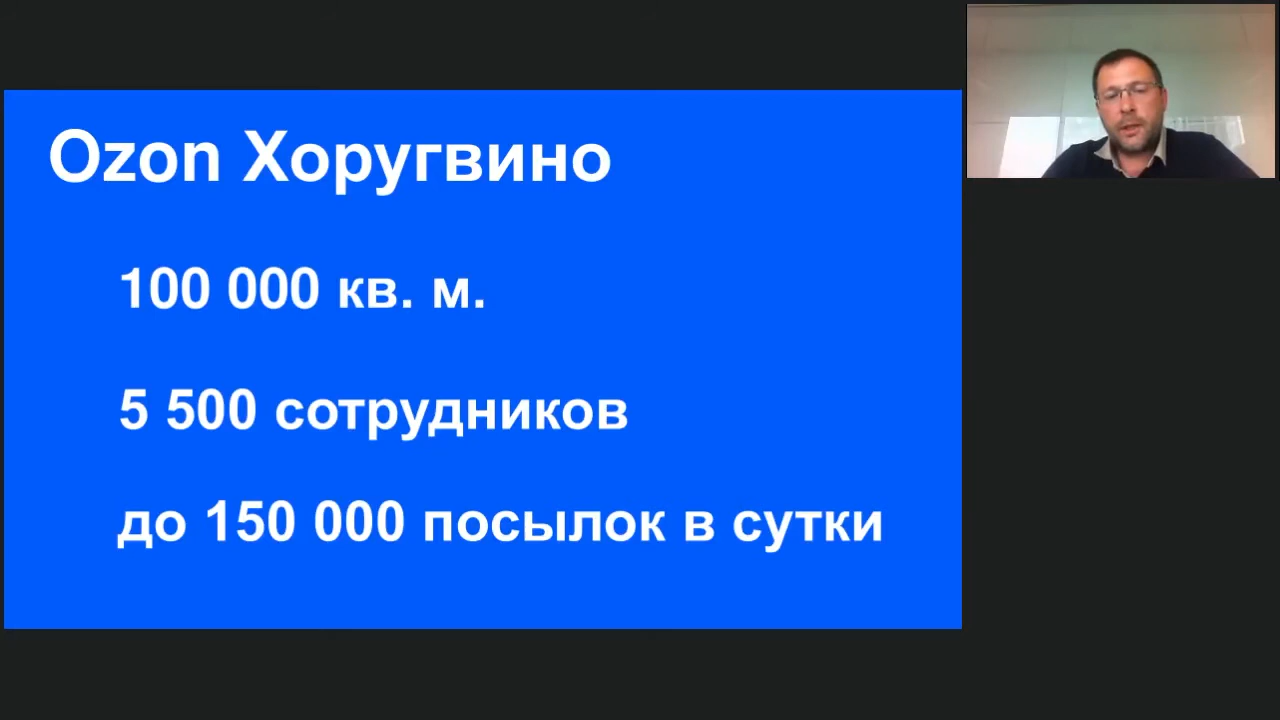 Ozon Хоругвино
100 000 кв. м.
5 500 сотрудников
до 150 000 посылок в сутки